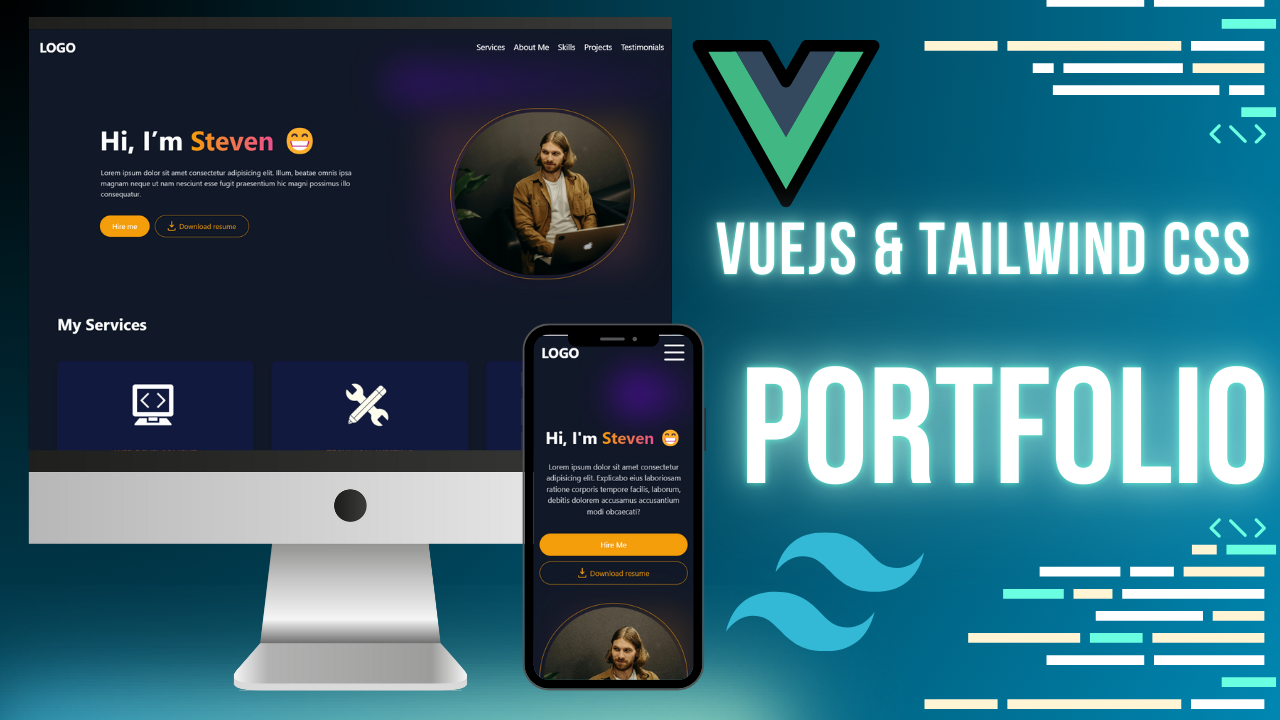 LOGO
Services About Me Skills Projects Testimonials
Hi, I’m Steven 😁
Lorem ipsum dolor sit amet consectetur adipisicing elit. Illum, beatae omnis ipsa
magnam neque ut nam nesciunt esse fugit praesentium hic magni possimus illo
consequatur.
Hire me
Download resume
My Services
LOGO
Hi, I'm Steven 😁
Lorem ipsum dolor sit amet consectetur
adipisicing elit. Explicabo eius laboriosam
ratione corporis tempore facilis, laborum,
debitis dolorem accusamus accusantium
modi obcaecati?
Hire Me
Download resume
VUEJS & TAILWIND CSS
PORTFOLIO